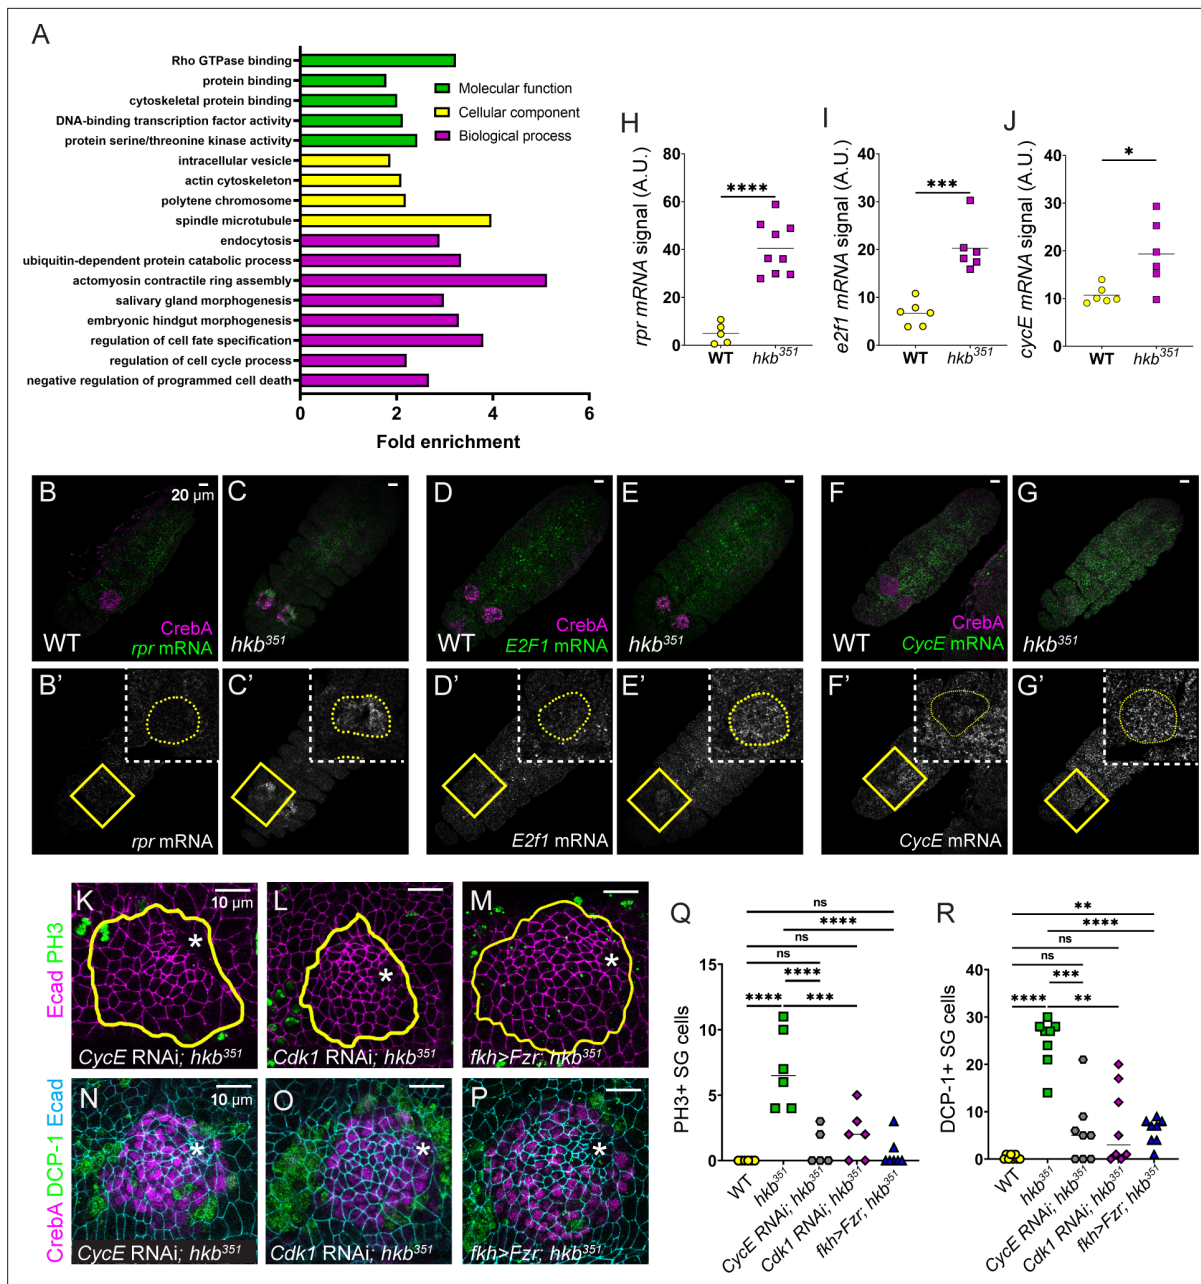 A
Rho GTPase binding
protein binding
cytoskeletal protein binding
DNA-binding transcription factor activity
protein serine/threonine kinase activity
intracellular vesicle
actin cytoskeleton
polytene chromosome
spindle microtubule
endocytosis
ubiquitin-dependent protein catabolic process
actomyosin contractile ring assembly
salivary gland morphogenesis
embryonic hindgut morphogenesis
regulation of cell fate specification
regulation of cell cycle process
negative regulation of programmed cell death
0 2 4 6
Fold enrichment
Molecular function
Cellular component
Biological process
H
rpr mRNA signal (A.U.)
80
60
40
20
0
****
WT hkb351
I
e2f1 mRNA signal (A.U.)
40
30
20
10
0
***
WT hkb351
J
cycE mRNA signal (A.U.)
40
30
20
10
0
*
WT hkb351
B
20 µm
WT
CrebA
rpr mRNA
C
hkb351
D
WT
CrebA
E2F1 mRNA
E
hkb351
F
WT
CrebA
CycE mRNA
G
hkb351
B'
rpr mRNA
C'
D'
E2f1 mRNA
E'
F'
CycE mRNA
G'
Ecad PH3
K
10 µm
*
CycE RNAi; hkb351
L
*
Cdk1 RNAi; hkb351
M
*
fkh>Fzr; hkb351
CrebA DCP-1 Ecad
N
10 µm
*
CycE RNAi; hkb351
O
*
Cdk1 RNAi; hkb351
P
*
fkh>Fzr; hkb351
Q
PH3+ SG cells
15
10
5
0
ns
****
ns
ns
****
**** ***
WT
hkb351
CycE RNAi; hkb351
Cdk1 RNAi; hkb351
fkh>Fzr; hkb351
R
DCP-1+ SG cells
40
30
20
10
0
**
****
ns
ns
***
**** **
WT
hkb351
CycE RNAi; hkb351
Cdk1 RNAi; hkb351
fkh>Fzr; hkb351